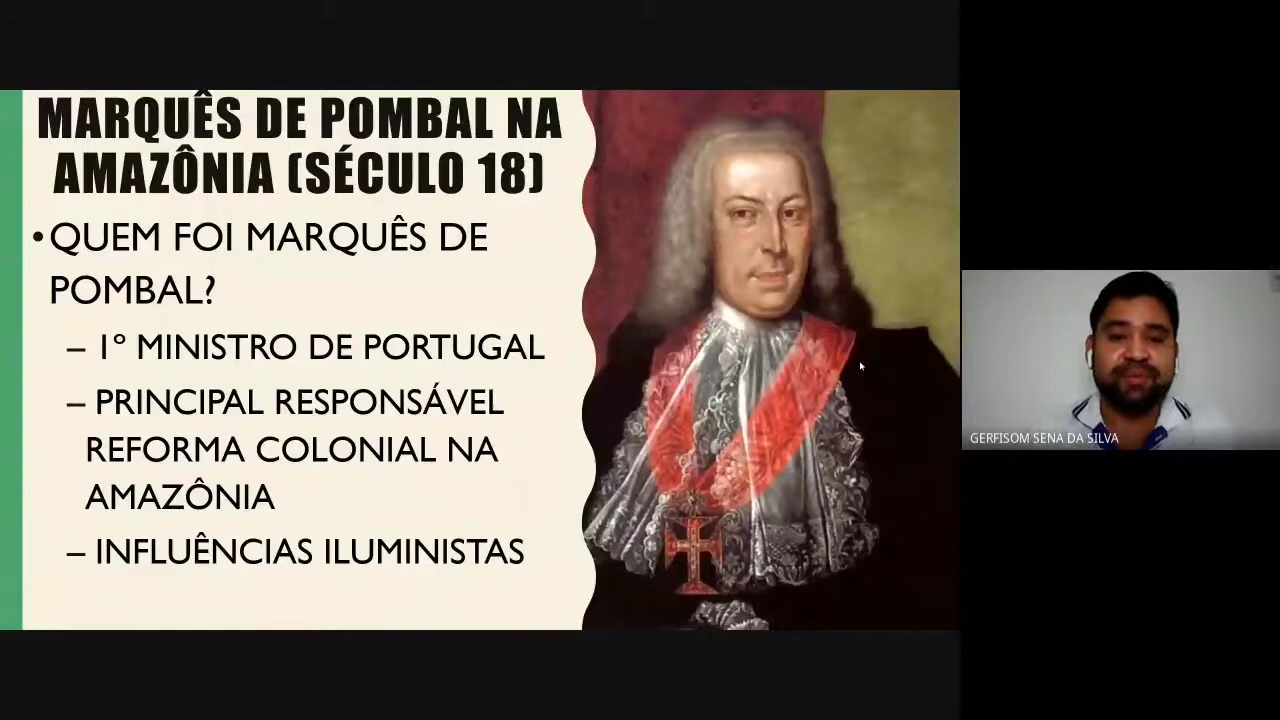 MARQUÊS DE POMBAL NA
AMAZÔNIA (SÉCULO 18)
•QUEM FOI MARQUÊS DE
POMBAL?
– 1º MINISTRO DE PORTUGAL
– PRINCIPAL RESPONSÁVEL
REFORMA COLONIAL NA
AMAZÔNIA
– INFLUÊNCIAS ILUMINISTAS
GERFISOM SENA DA SILVA